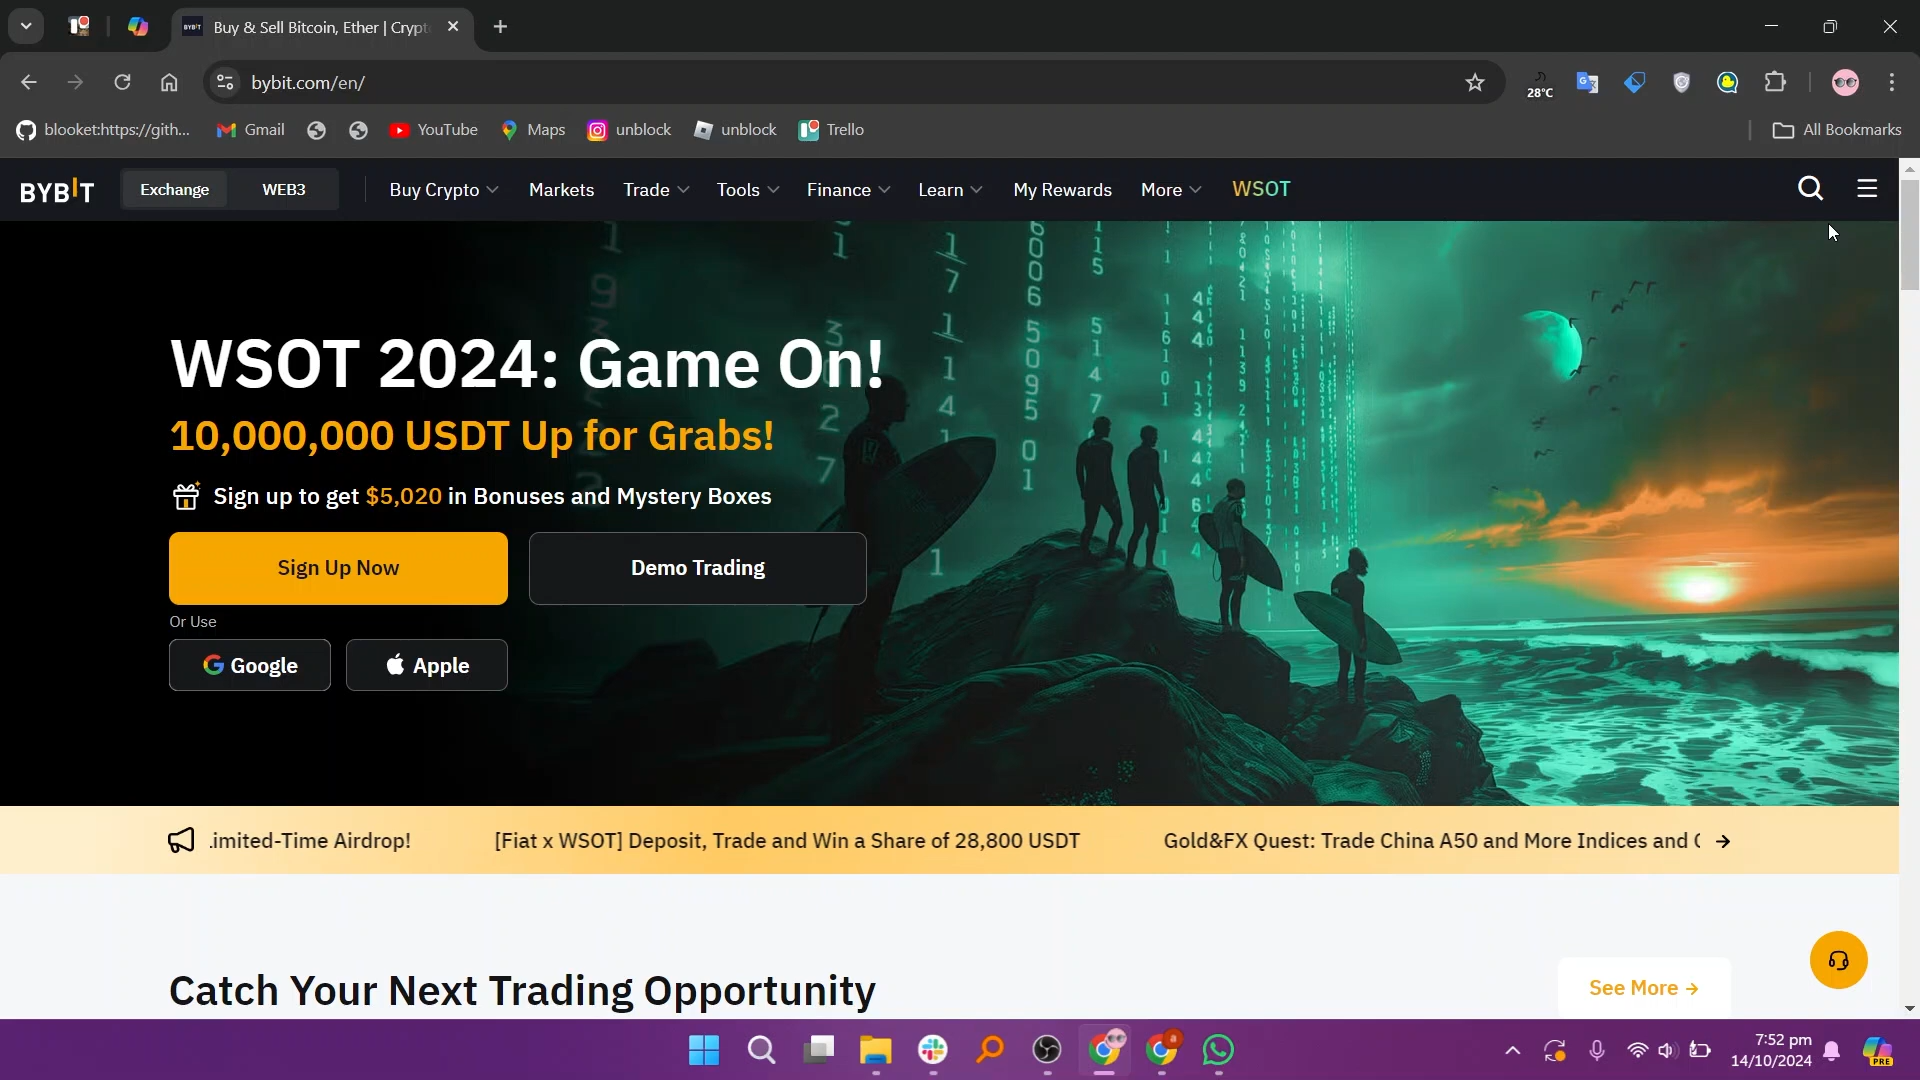 Buy & Sell Bitcoin, Ether | Crypt
bybit.com/en/
28°C
blooket:https://gith...
Gmail
YouTube
Maps
unblock
unblock
Trello
All Bookmarks
BYBIT
Exchange
WEB3
Buy Crypto
Markets
Trade
Tools
Finance
Learn
My Rewards
More
WSOT
WSOT 2024: Game On!
10,000,000 USDT Up for Grabs!
Sign up to get $5,020 in Bonuses and Mystery Boxes
Sign Up Now
Demo Trading
Or Use
Google
Apple
imited-Time Airdrop!
[Fiat x WSOT] Deposit, Trade and Win a Share of 28,800 USDT
Gold&FX Quest: Trade China A50 and More Indices and
Catch Your Next Trading Opportunity
See More →
7:52 pm
14/10/2024
PRE